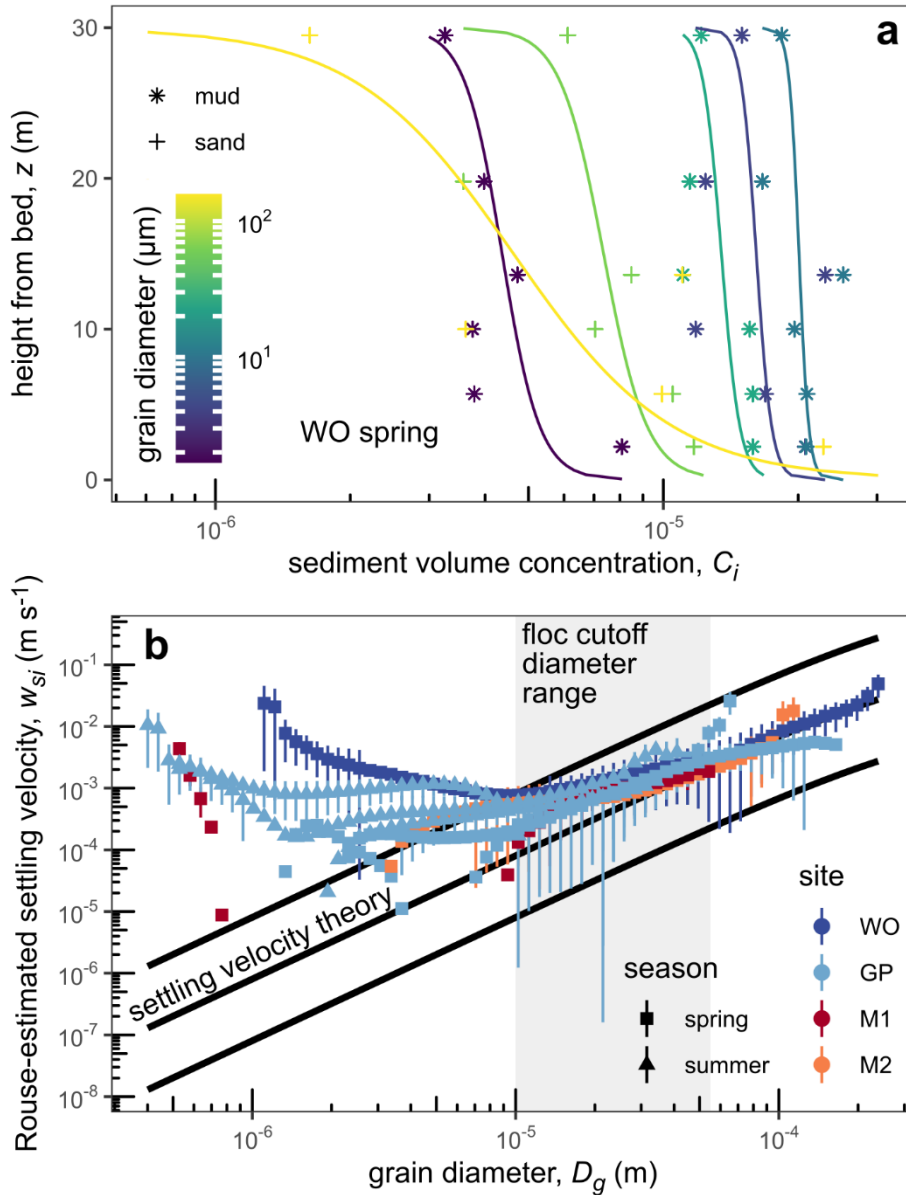 a
30
20
10
0
height from bed, z (m)
mud
sand
grain diameter (μm)
10²
10¹
WO spring
10⁻⁶
10⁻⁵
sediment volume concentration, Cᵢ
b
floc cutoff
diameter
range
10⁻¹
10⁻²
10⁻³
10⁻⁴
10⁻⁵
10⁻⁶
10⁻⁷
10⁻⁸
Rouse-estimated settling velocity, wₛᵢ (m s⁻¹)
settling velocity theory
season
spring
summer
site
WO
GP
M1
M2
10⁻⁶
10⁻⁵
10⁻⁴
grain diameter, D_g (m)